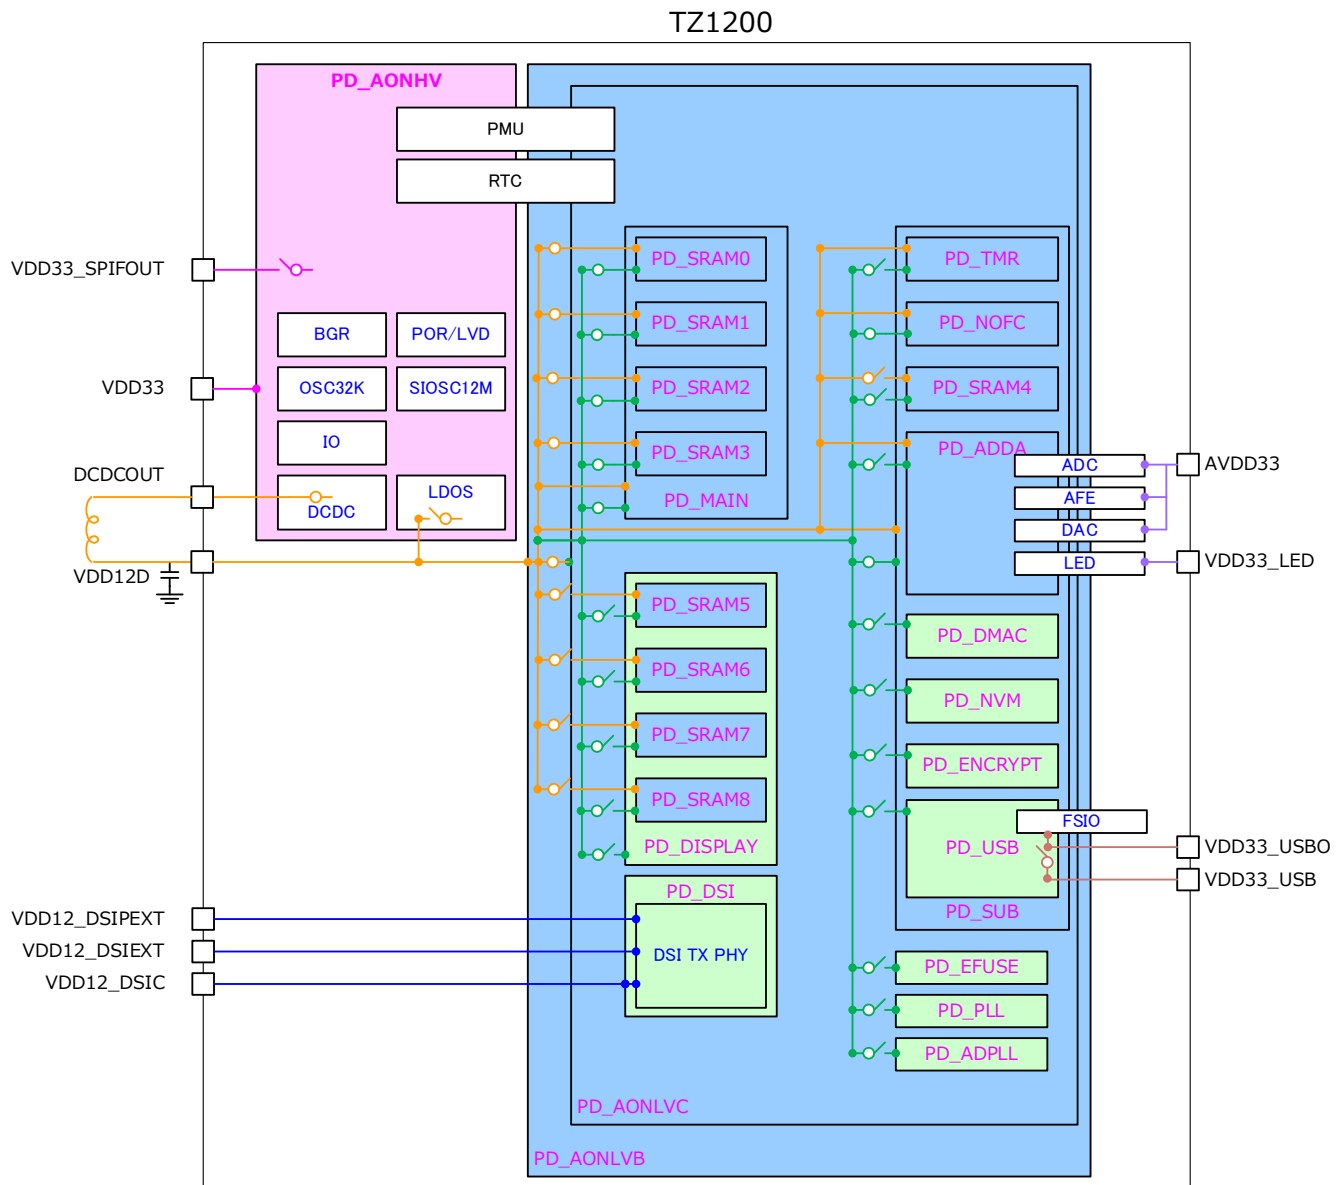 TZ1200
PD_AONHV
PMU
RTC
VDD33_SPIFOUT
BGR
POR/LVD
VDD33
OSC32K
SIOSC12M
IO
DCDCOUT
DCDC
LDOS
VDD12D
PD_SRAM0
PD_SRAM1
PD_SRAM2
PD_SRAM3
PD_MAIN
PD_SRAM5
PD_SRAM6
PD_SRAM7
PD_SRAM8
PD_DISPLAY
PD_DSI
DSI TX PHY
VDD12_DSIPEXT
VDD12_DSIEXT
VDD12_DSIC
PD_TMR
PD_NOFC
PD_SRAM4
PD_ADDA
ADC
AFE
DAC
LED
AVDD33
VDD33_LED
PD_DMAC
PD_NVM
PD_ENCRYPT
FSIO
PD_USB
VDD33_USBO
VDD33_USB
PD_SUB
PD_EFUSE
PD_PLL
PD_ADPLL
PD_AONLVC
PD_AONLVB